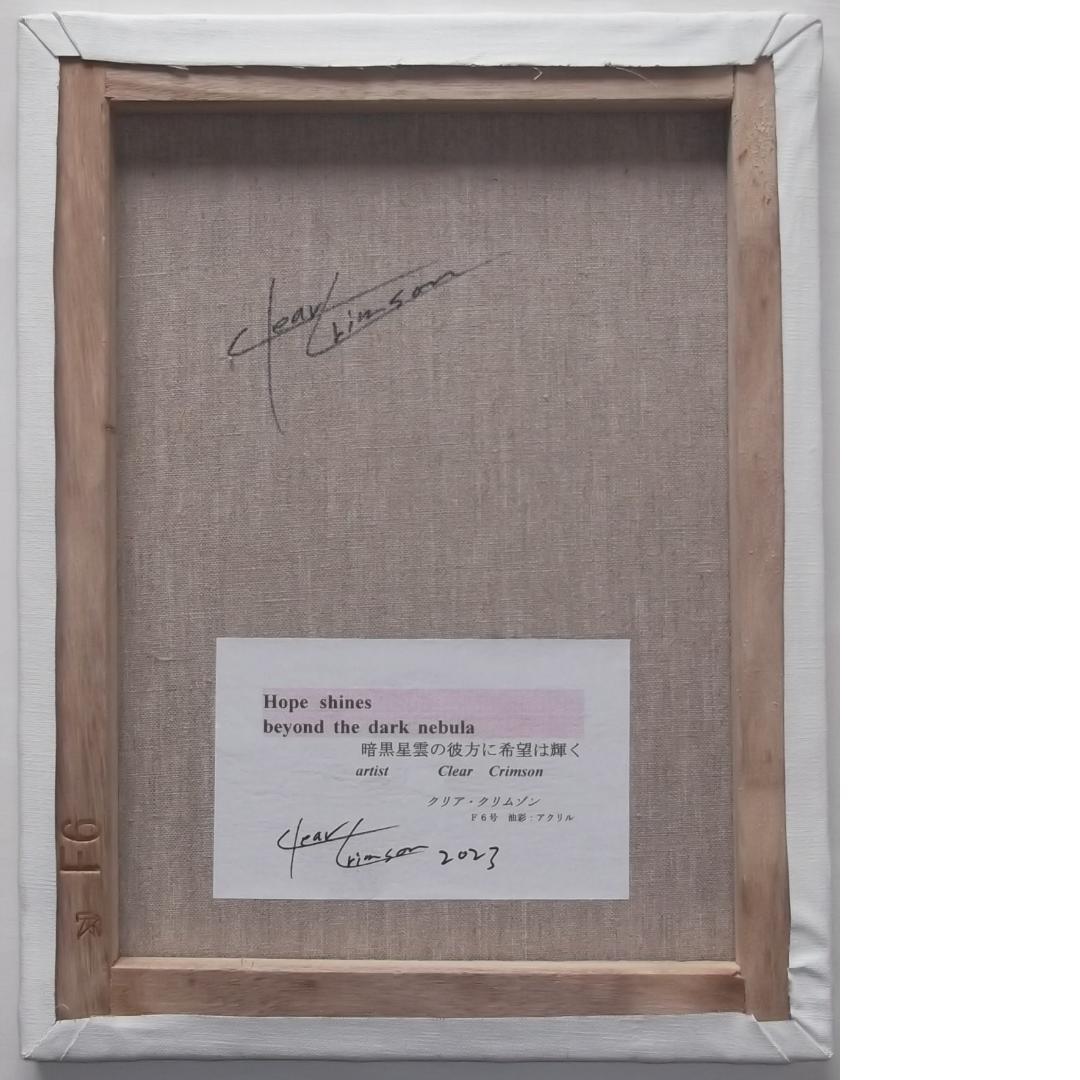 Clear Crimson
Hope shines
beyond the dark nebula
暗黒星雲の彼方に希望は輝く
artist Clear Crimson
クリア・クリムゾン
F6号 油彩:アクリル
Clear Crimson 2023
F6